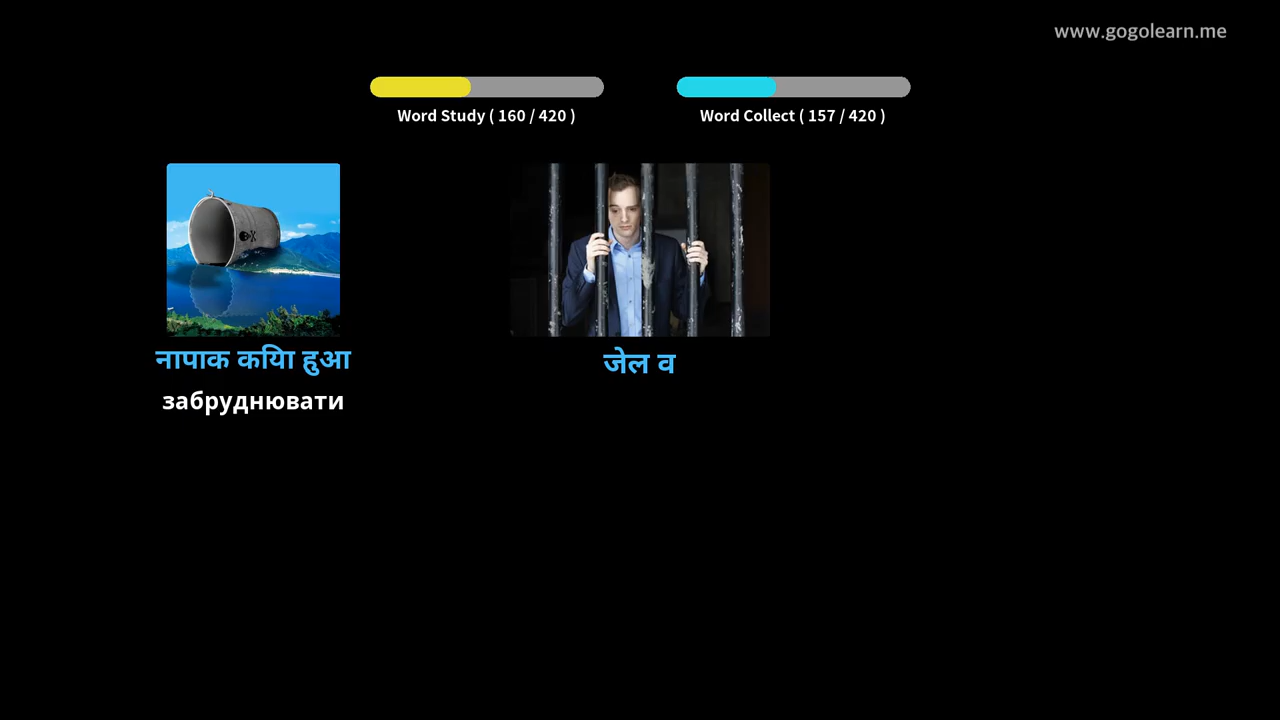 www.gogolearn.me
Word Study ( 160 / 420 )
Word Collect ( 157 / 420 )
नापाक कयिा हुआ
जेल व
забруднювати